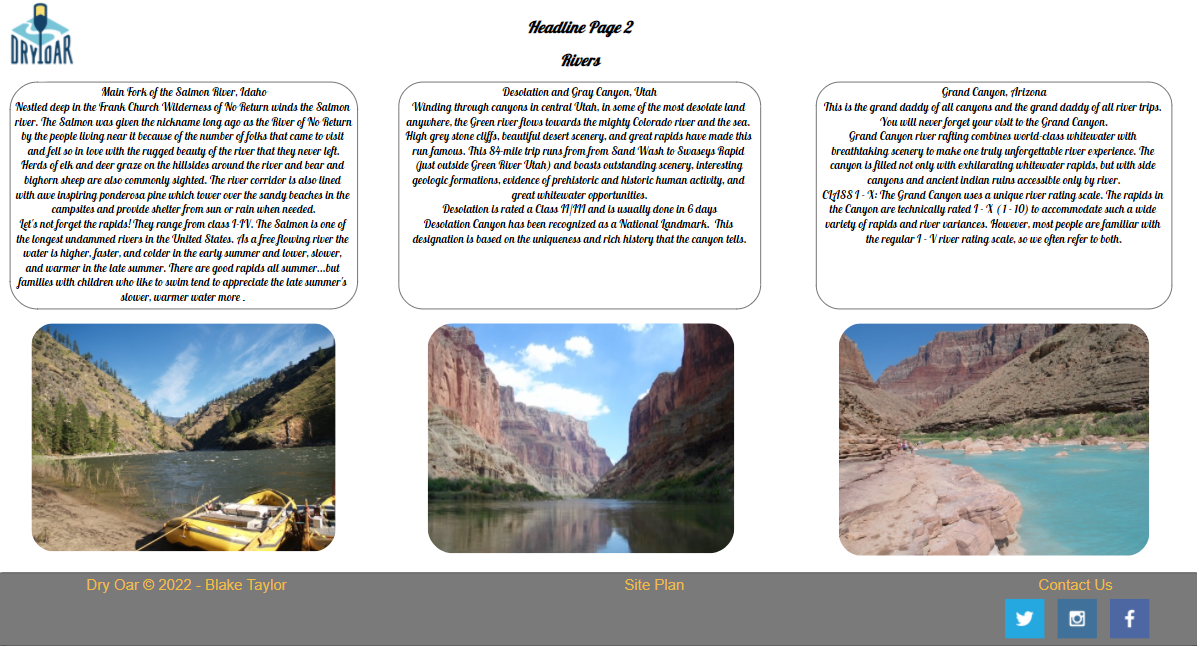 DRYOAR
Headline Page 2
Rivers
Main Fork of the Salmon River, Idaho
Nestled deep in the Frank Church Wilderness of No Return winds the Salmon
river. The Salmon was given the nickname long ago as the River of No Return
by the people living near it because of the number of folks that came to visit
and fell so in love with the rugged beauty of the river that they never left.
Herds of elk and deer graze on the hillsides around the river and bear and
bighorn sheep are also commonly sighted. The river corridor is also lined
with awe inspiring ponderosa pine which tower over the sandy beaches in the
campsites and provide shelter from sun or rain when needed.
Let's not forget the rapids! They range from class I-IV. The Salmon is one of
the longest undammed rivers in the United States. As a free flowing river the
water is higher, faster, and colder in the early summer and lower, slower,
and warmer in the late summer. There are good rapids all summer...but
families with children who like to swim tend to appreciate the late summer's
slower, warmer water more .
Desolation and Gray Canyon, Utah
Winding through canyons in central Utah, in some of the most desolate land
anywhere, the Green river flows towards the mighty Colorado river and the sea.
High grey stone cliffs, beautiful desert scenery, and great rapids have made this
run famous. This 84-mile trip runs from from Sand Wash to Swaseys Rapid
(just outside Green River Utah) and boasts outstanding scenery, interesting
geologic formations, evidence of prehistoric and historic human activity, and
great whitewater opportunities.
Desolation is rated a Class II/III and is usually done in 6 days
Desolation Canyon has been recognized as a National Landmark. This
designation is based on the uniqueness and rich history that the canyon tells.
Grand Canyon, Arizona
This is the grand daddy of all canyons and the grand daddy of all river trips.
You will never forget your visit to the Grand Canyon.
Grand Canyon river rafting combines world-class whitewater with
breathtaking scenery to make one truly unforgettable river experience. The
canyon is filled not only with exhilarating whitewater rapids, but with side
canyons and ancient indian ruins accessible only by river.
CLASS I - X: The Grand Canyon uses a unique river rating scale. The rapids in
the Canyon are technically rated I - X ( 1 - 10) to accommodate such a wide
variety of rapids and river variances. However, most people are familiar with
the regular I - V river rating scale, so we often refer to both.
Dry Oar © 2022 - Blake Taylor
Site Plan
Contact Us